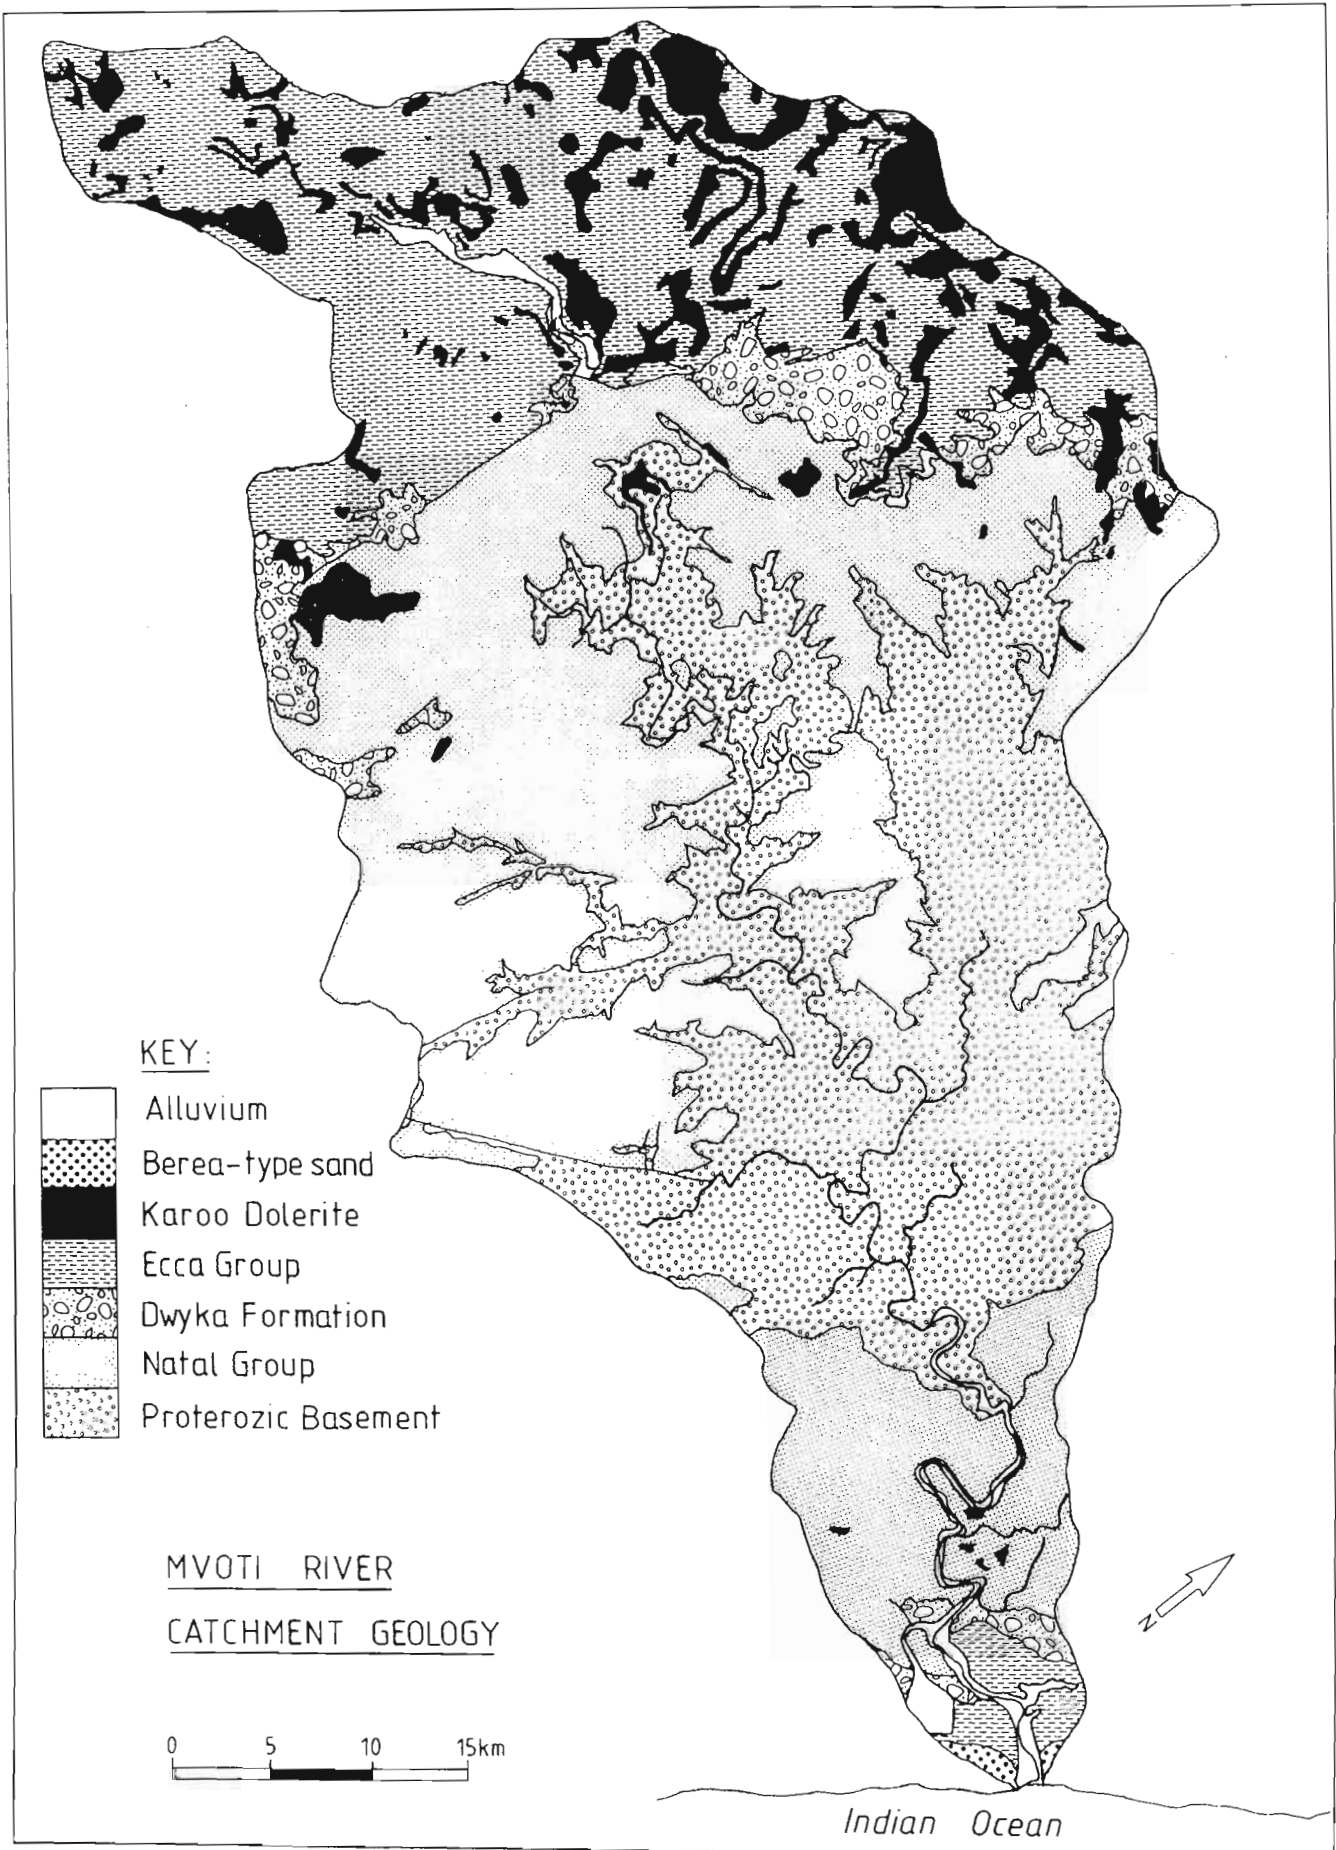 KEY:
Alluvium
Berea-type sand
Karoo Dolerite
Ecca Group
Dwyka Formation
Natal Group
Proterozic Basement
MVOTI RIVER
CATCHMENT GEOLOGY
N
0 5 10 15km
Indian Ocean